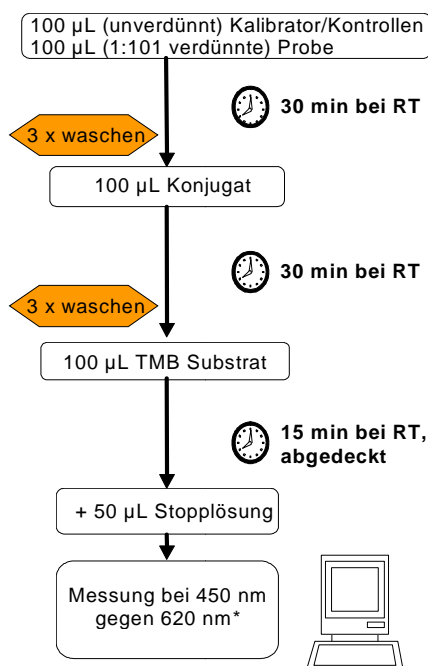 100 µL (unverdünnt) Kalibrator/Kontrollen
100 µL (1:101 verdünnte) Probe
30 min bei RT
3 x waschen
100 µL Konjugat
30 min bei RT
3 x waschen
100 µL TMB Substrat
15 min bei RT,
abgedeckt
+ 50 µL Stopplösung
Messung bei 450 nm
gegen 620 nm*